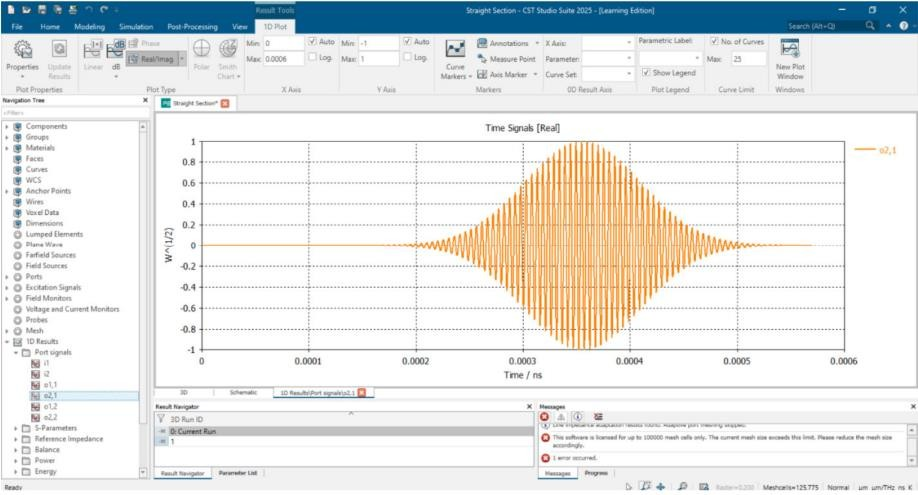 Result Tools
Straight Section - CST Studio Suite 2025 - [Learning Edition]
File Home Modeling Simulation Post-Processing View 1D Plot
Search (Alt+Q)
Properties
Update Results
Linear
dB
Phase
Real/Imag
Polar
Smith Chart
Min: 0 Auto
Max: 0.0006 Log.
Min: -1 Auto
Max: 1 Log.
Curve Markers
Annotations
Measure Point
Axis Marker
X Axis:
Parameter:
Curve Set:
Parametric Label:
Show Legend
No. of Curves
Max: 25
New Plot Window
Plot Properties Plot Type X Axis Y Axis Markers 0D Result Axis Plot Legend Curve Limit Windows
Navigation Tree
<Filter>
Straight Section*
Components
Groups
Materials
Faces
Curves
WCS
Anchor Points
Wires
Voxel Data
Dimensions
Lumped Elements
Plane Wave
Farfield Sources
Field Sources
Ports
Excitation Signals
Field Monitors
Voltage and Current Monitors
Probes
Mesh
1D Results
Port signals
i1
i2
o1,1
o2,1
o1,2
o2,2
S-Parameters
Reference Impedance
Balance
Power
Energy
Time Signals [Real]
o2,1
W^(1/2)
1
0.8
0.6
0.4
0.2
0
-0.2
-0.4
-0.6
-0.8
-1
0 0.0001 0.0002 0.0003 0.0004 0.0005 0.0006
Time / ns
3D Schematic 1D Results\Port signals\o2,1
Result Navigator
3D Run ID
0: Current Run
1
Result Navigator Parameter List
Messages
Line impedance adaptation results found. Adaptive port meshing stopped.
This software is licensed for up to 100000 mesh cells only. The current mesh size exceeds this limit. Please reduce the mesh size
accordingly.
1 error occurred.
Messages Progress
Ready
Raster=0.200 Meshcells=125.775 Normal um um/THz ns K